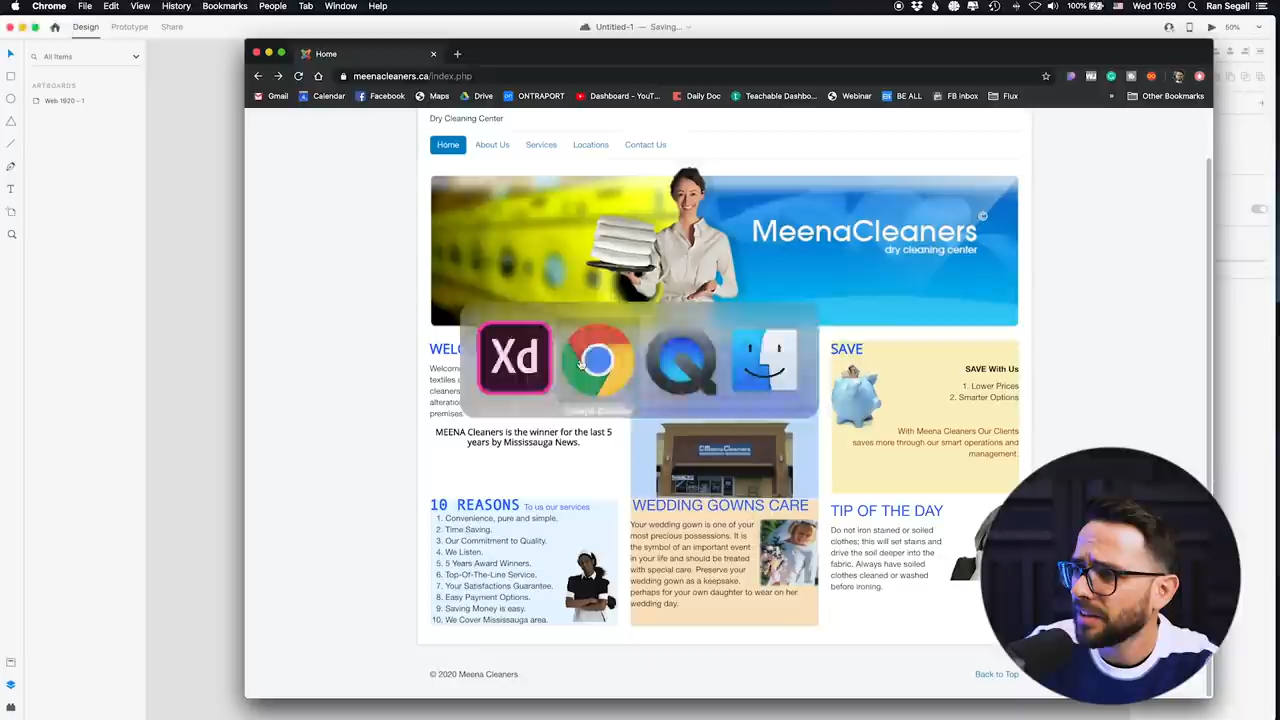 Chrome File Edit View History Bookmarks People Tab Window Help
100% Wed 10:59 Ran Segall
Design Prototype Share
Untitled-1 — Saving...
50%
All Items
ARTBOARDS
Web 1920 – 1
Home
meenacleaners.ca/index.php
Gmail Calendar Facebook Maps Drive ONTRAPORT Dashboard - YouT... Daily Doc Teachable Dashbo... Webinar BE ALL FB inbox Flux » Other Bookmarks
Dry Cleaning Center
Home About Us Services Locations Contact Us
MeenaCleaners ©
dry cleaning center
WELC
Welcom
textiles
cleaners
alteratio
premises
MEENA Cleaners is the winner for the last 5
years by Mississauga News.
Xd
CMeenaCleaners
SAVE
SAVE With Us
1. Lower Prices
2. Smarter Options
With Meena Cleaners Our Clients
saves more through our smart operations and
management.
10 REASONS To us our services
1. Convenience, pure and simple.
2. Time Saving.
3. Our Commitment to Quality.
4. We Listen.
5. 5 Years Award Winners.
6. Top-Of-The-Line Service.
7. Your Satisfactions Guarantee.
8. Easy Payment Options.
9. Saving Money is easy.
10. We Cover Mississauga area.
WEDDING GOWNS CARE
Your wedding gown is one of your
most precious possessions. It is
the symbol of an important event
in your life and should be treated
with special care. Preserve your
wedding gown as a keepsake,
perhaps for your own daughter to wear on her
wedding day.
TIP OF THE DAY
Do not iron stained or soiled
clothes; this will set stains and
drive the soil deeper into the
fabric. Always have soiled
clothes cleaned or washed
before ironing.
© 2020 Meena Cleaners
Back to Top